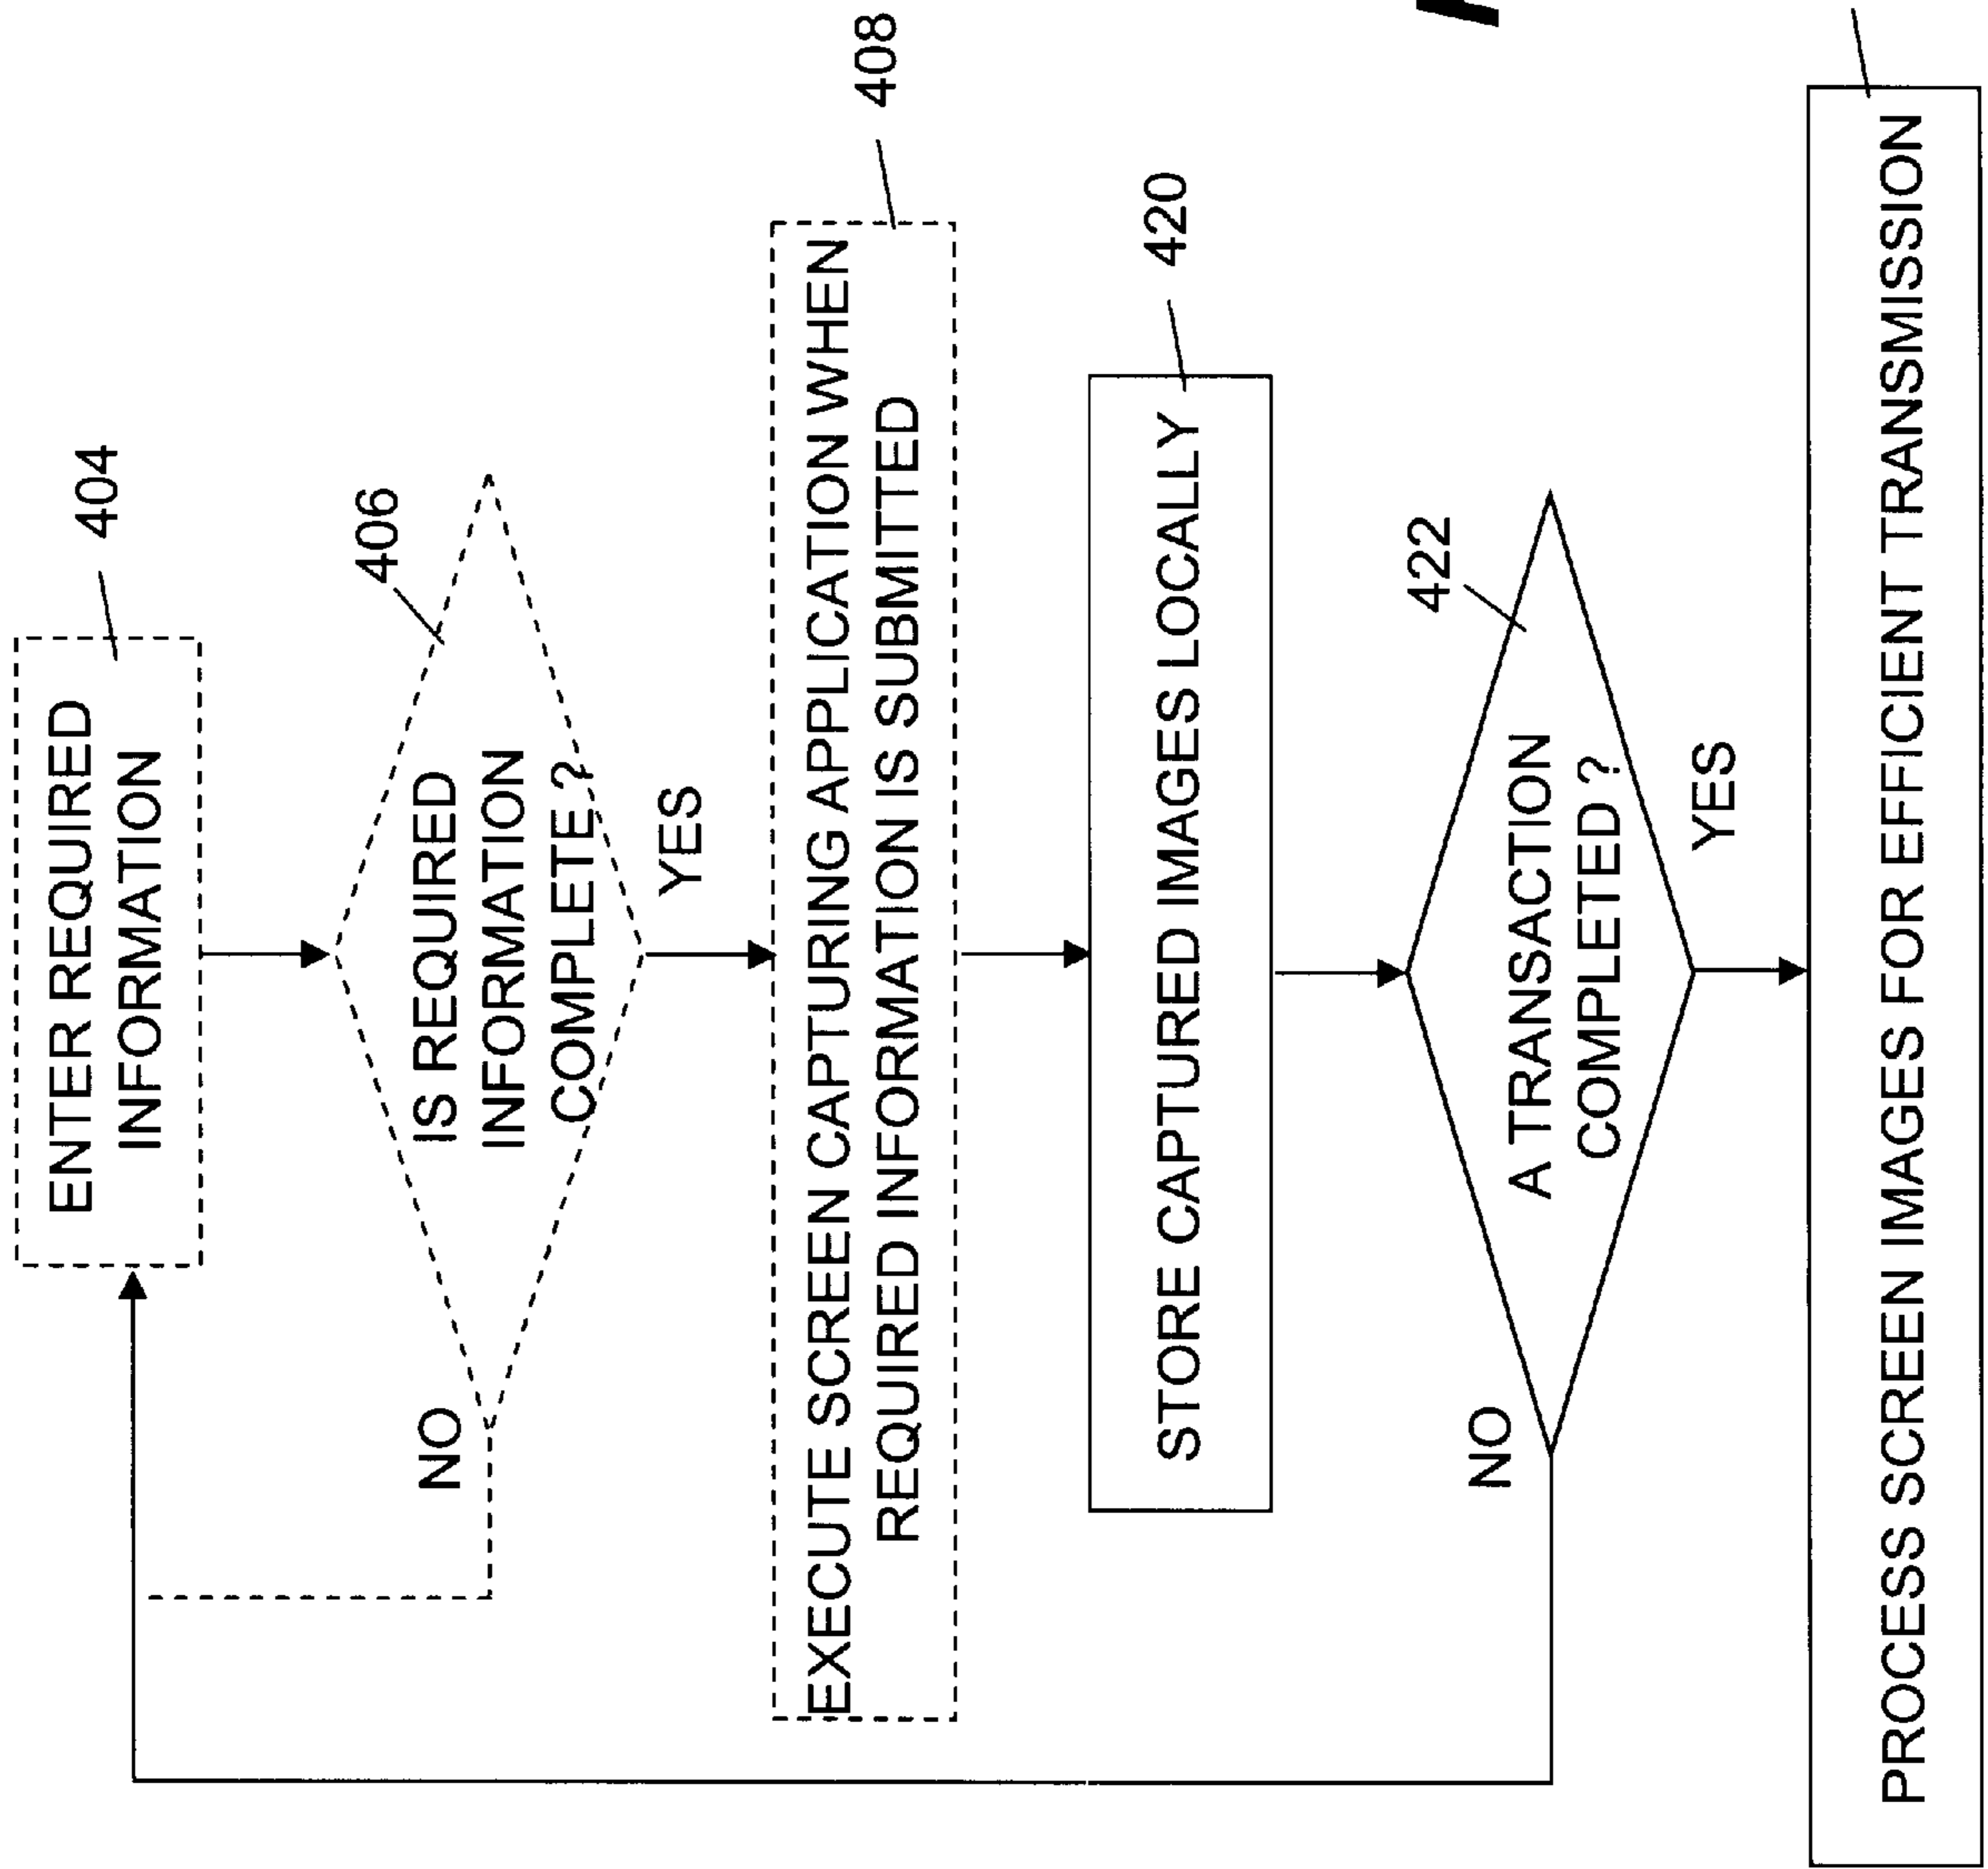 ENTER REQUIRED
INFORMATION
404
IS REQUIRED
INFORMATION
COMPLETE ?
406
NO
YES
EXECUTE SCREEN CAPTURING APPLICATION WHEN
REQUIRED INFORMATION IS SUBMITTED
408
STORE CAPTURED IMAGES LOCALLY
420
A TRANSACTION
COMPLETED ?
422
NO
YES
PROCESS SCREEN IMAGES FOR EFFICIENT TRANSMISSION